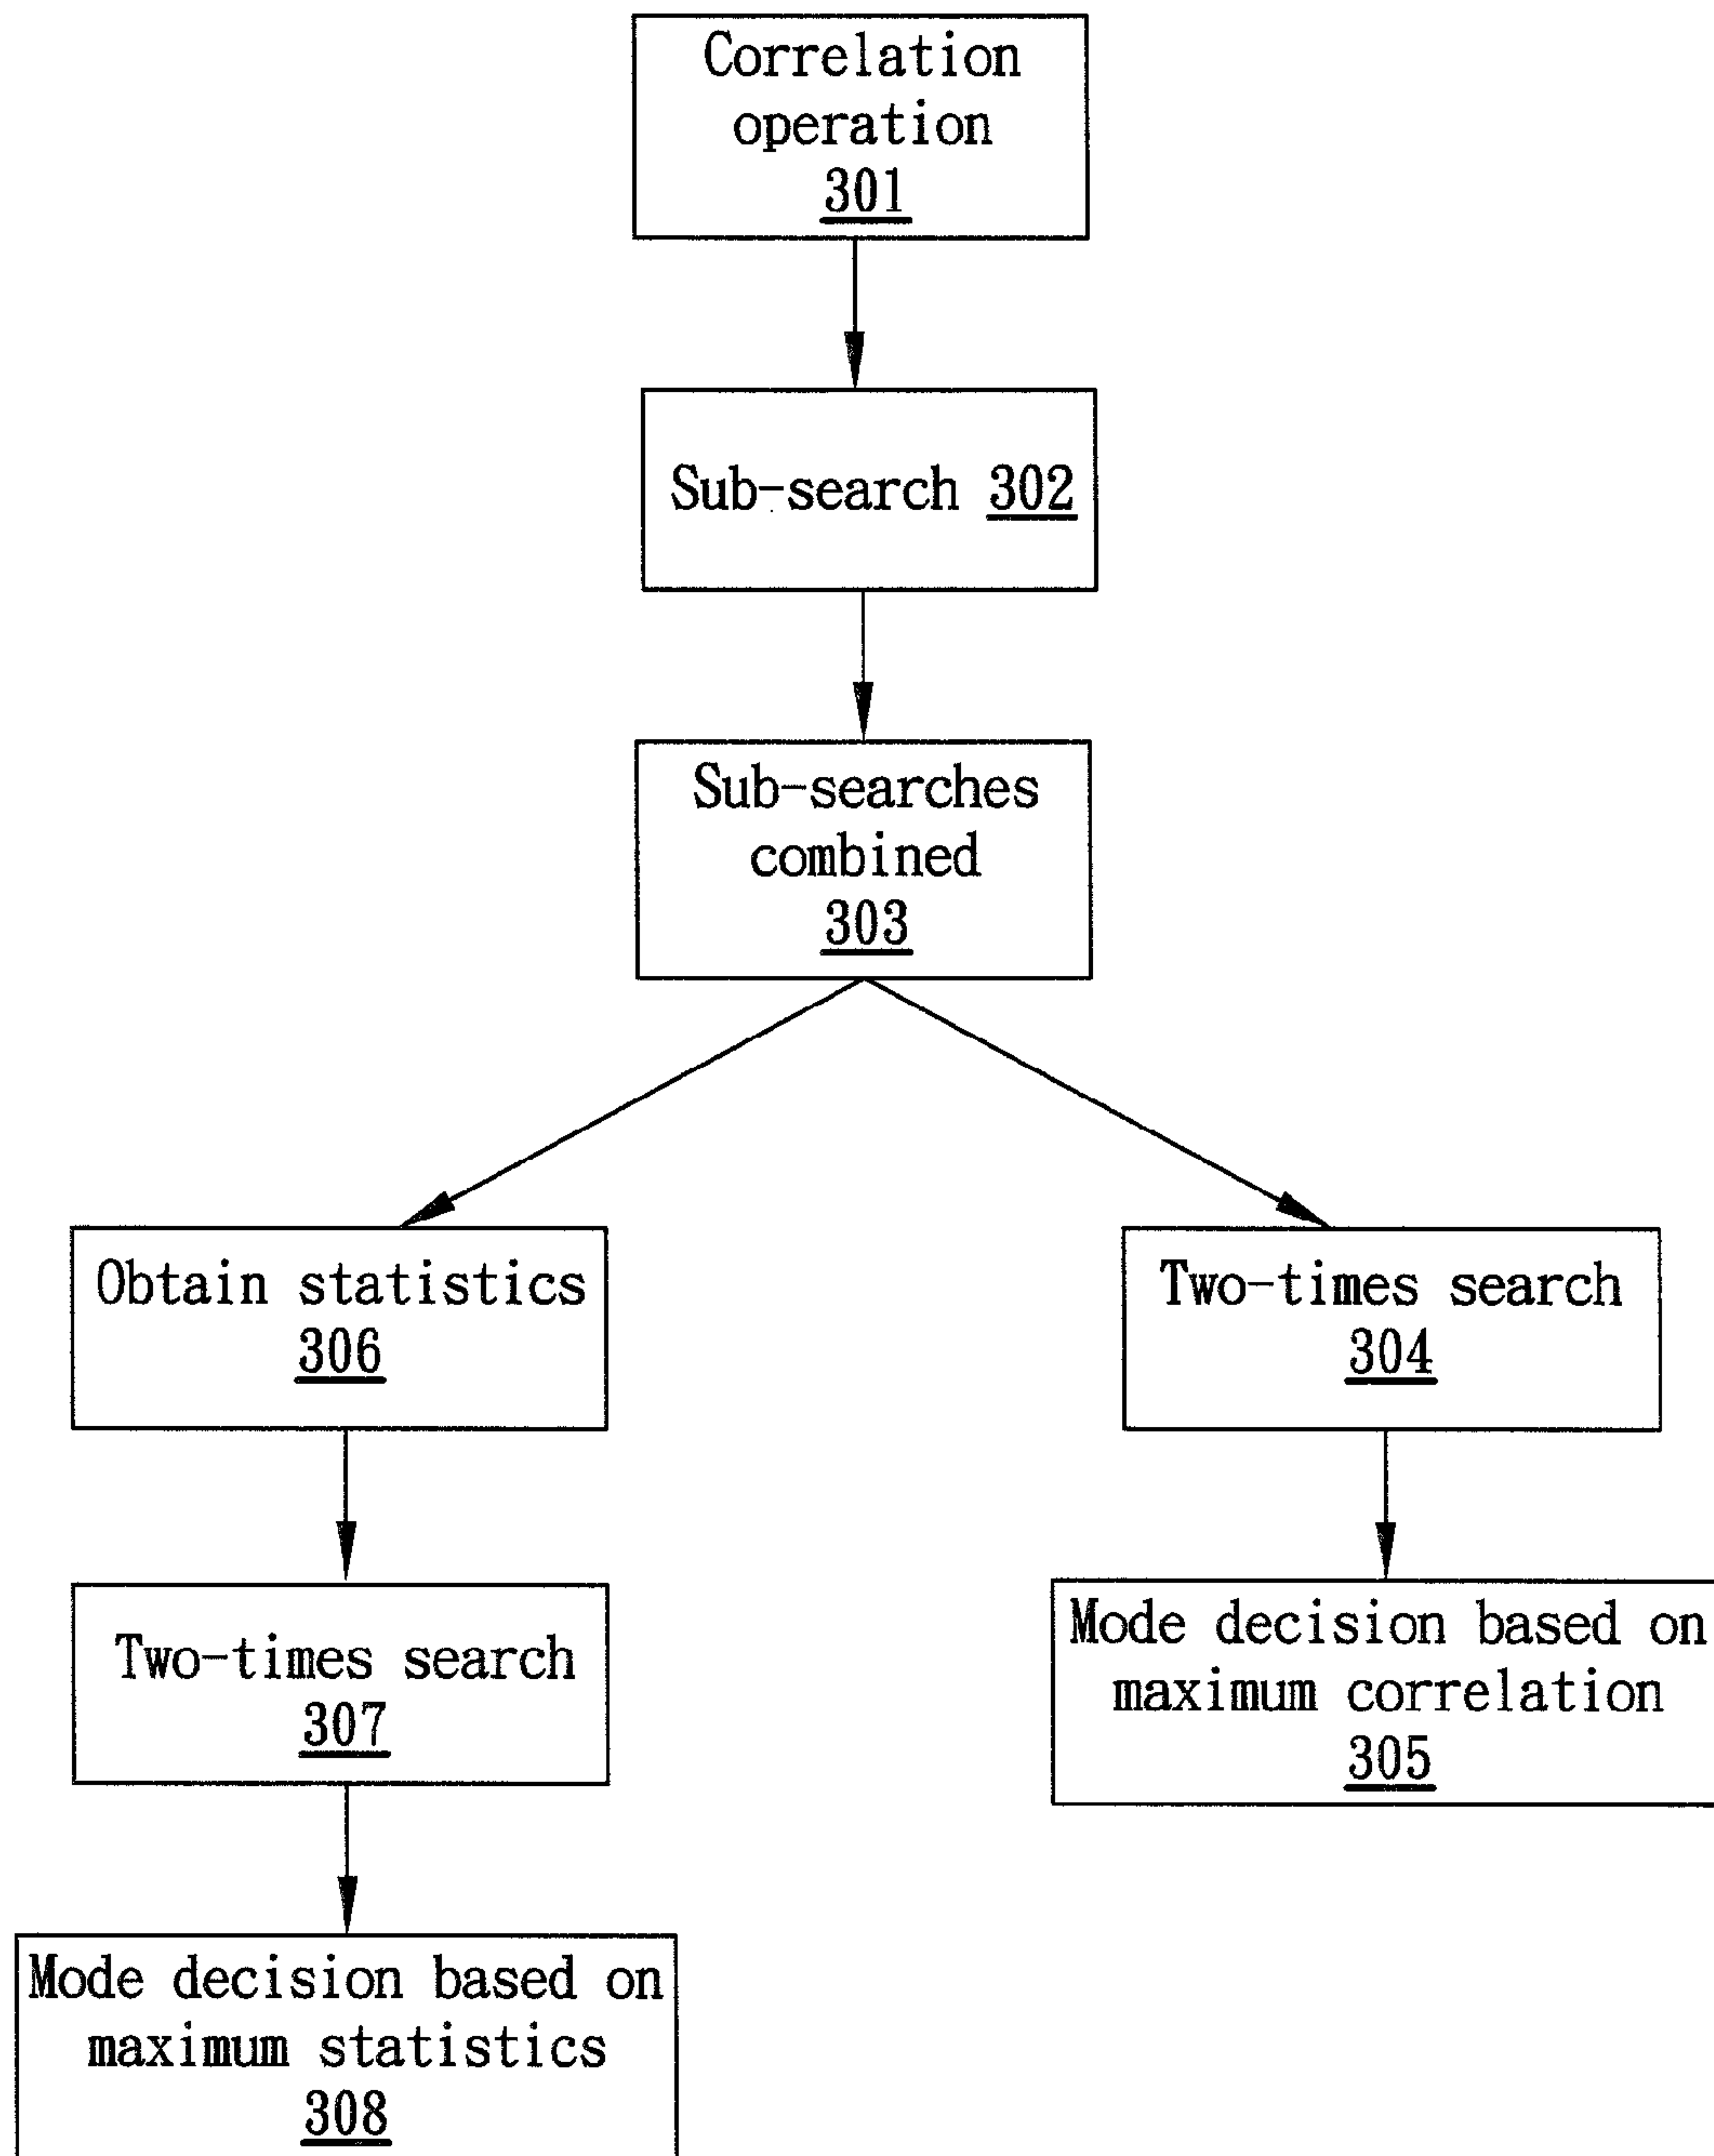 Correlation
operation
301
Sub-search 302
Sub-searches
combined
303
Obtain statistics
306
Two-times search
304
Two-times search
307
Mode decision based on
maximum correlation
305
Mode decision based on
maximum statistics
308